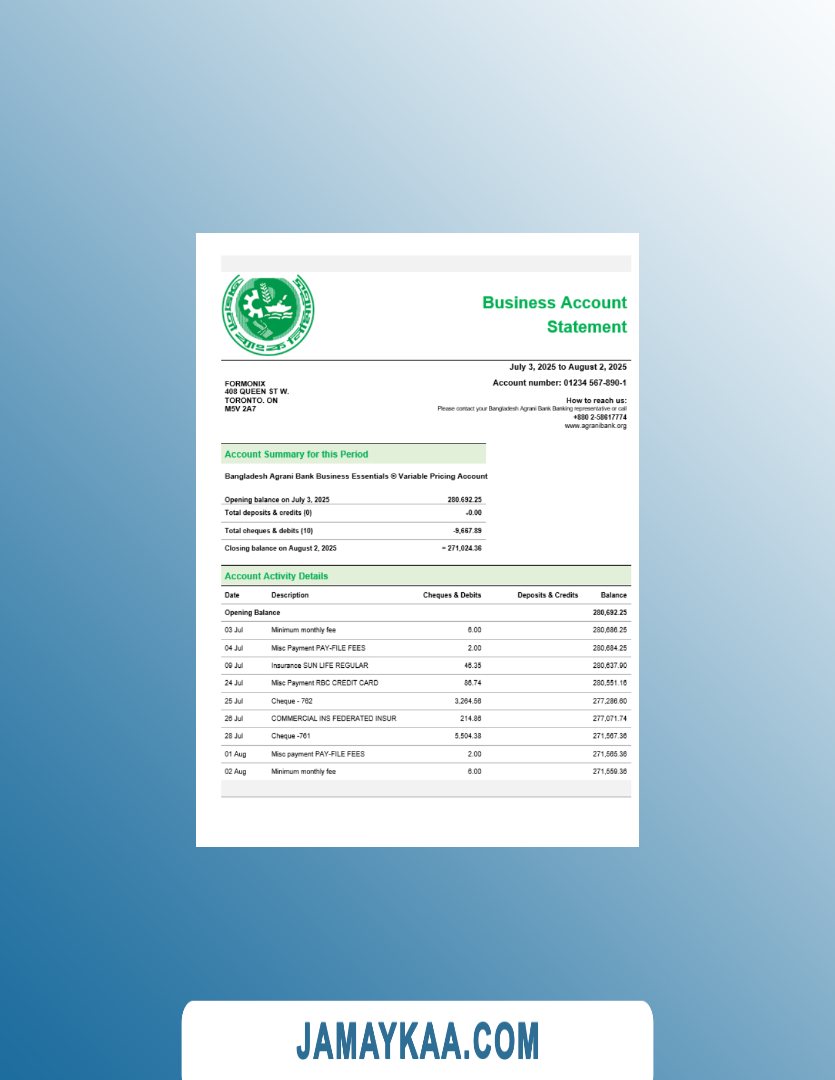 Business Account
Statement
July 3, 2025 to August 2, 2025
Account number: 01234 567-890-1
FORMONIX
408 QUEEN ST W.
TORONTO. ON
M5V 2A7
How to reach us:
Please contact your Bangladesh Agrani Bank Banking representive or call
+880 2-58617774
www.agranibank.org
Account Summary for this Period
Bangladesh Agrani Bank Business Essentials ® Variable Pricing Account
Opening balance on July 3, 2025 280.692.25
Total deposits & credits (0) -0.00
Total cheques & debits (10) -9,667.89
Closing balance on August 2, 2025 = 271,024.36
Account Activity Details
Date Description Cheques & Debits Deposits & Credits Balance
Opening Balance 280,692.25
03 Jul Minimum monthly fee 6.00 280,686.25
04 Jul Misc Payment PAY-FILE FEES 2.00 280,684.25
09 Jul Insurance SUN LIFE REGULAR 46.35 280,637.90
24 Jul Misc Payment RBC CREDIT CARD 86.74 280,551.16
25 Jul Cheque - 762 3,264.56 277,286.60
26 Jul COMMERCIAL INS FEDERATED INSUR 214.86 277,071.74
28 Jul Cheque -761 5,504.38 271,567.36
01 Aug Misc payment PAY-FILE FEES 2.00 271,565.36
02 Aug Minimum monthly fee 6.00 271,559.36
JAMAYKAA.COM